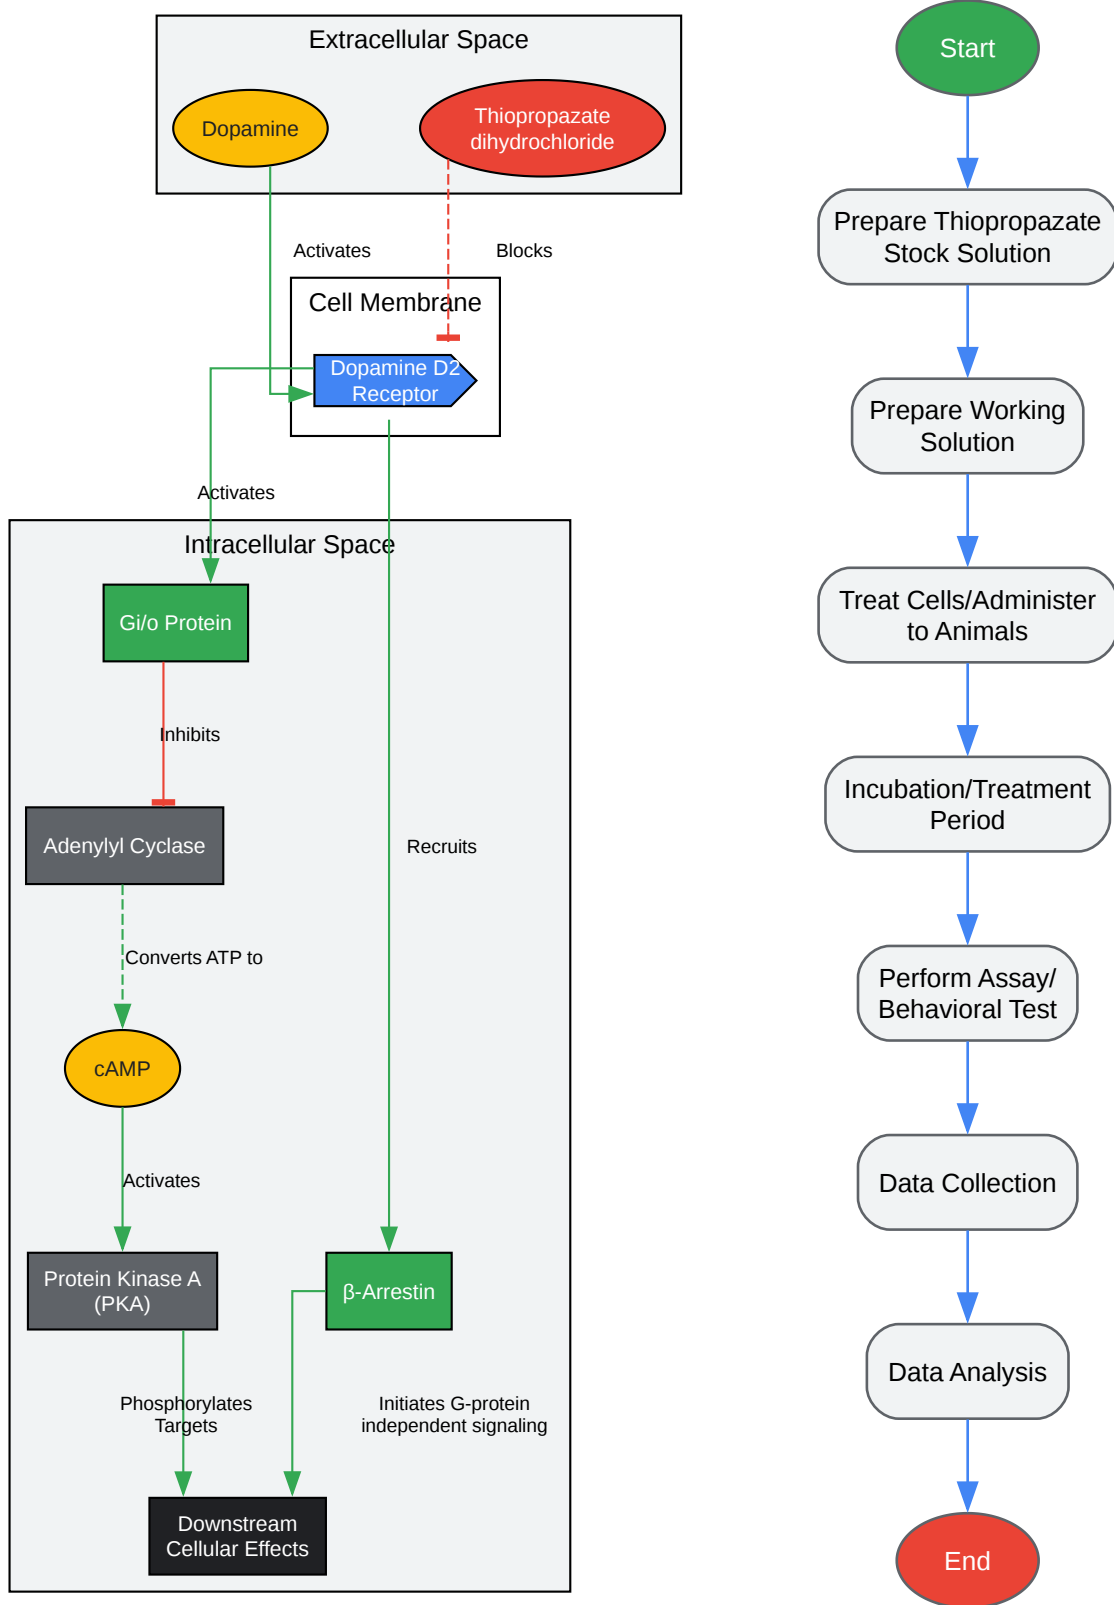 Extracellular Space
Dopamine
Thiopropazate
dihydrochloride
Activates
Blocks
Cell Membrane
Dopamine D2
Receptor
Activates
Intracellular Space
Gi/o Protein
Inhibits
Adenylyl Cyclase
Recruits
Converts ATP to
cAMP
Activates
Protein Kinase A
(PKA)
β-Arrestin
Phosphorylates
Targets
Initiates G-protein
independent signaling
Downstream
Cellular Effects
Start
Prepare Thiopropazate
Stock Solution
Prepare Working
Solution
Treat Cells/Administer
to Animals
Incubation/Treatment
Period
Perform Assay/
Behavioral Test
Data Collection
Data Analysis
End